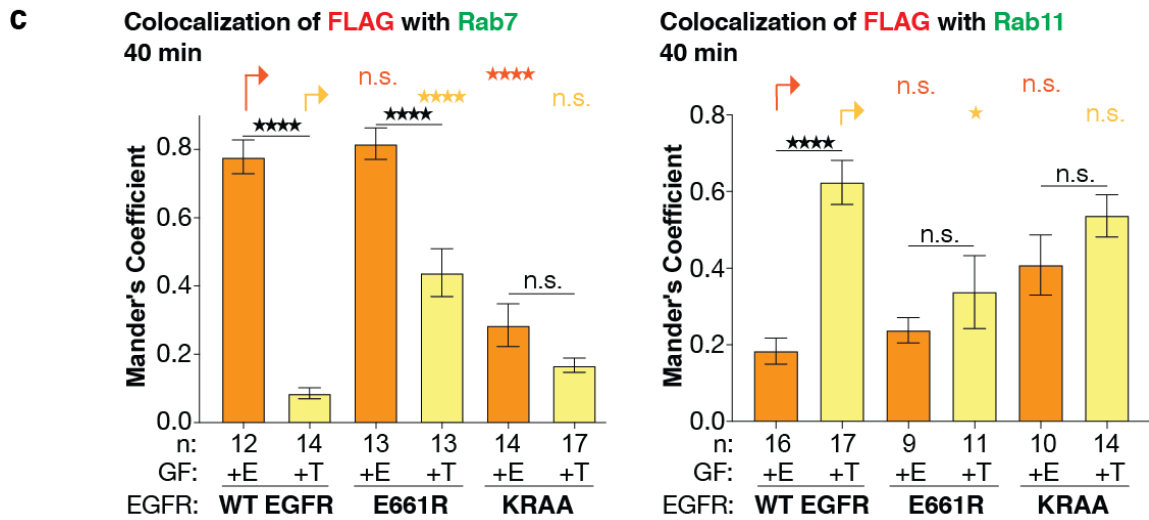 c
Colocalization of FLAG with Rab7
40 min
n.s.
★★★★
★★★★
n.s.
★★★★
★★★★
n.s.
Mander's Coefficient
0.8
0.6
0.4
0.2
0.0
n: 12 14 13 13 14 17
GF: +E +T +E +T +E +T
EGFR: WT EGFR E661R KRAA
Colocalization of FLAG with Rab11
40 min
n.s. n.s.
★ n.s.
★★★★
n.s.
n.s.
Mander's Coefficient
0.8
0.6
0.4
0.2
0.0
n: 16 17 9 11 10 14
GF: +E +T +E +T +E +T
EGFR: WT EGFR E661R KRAA